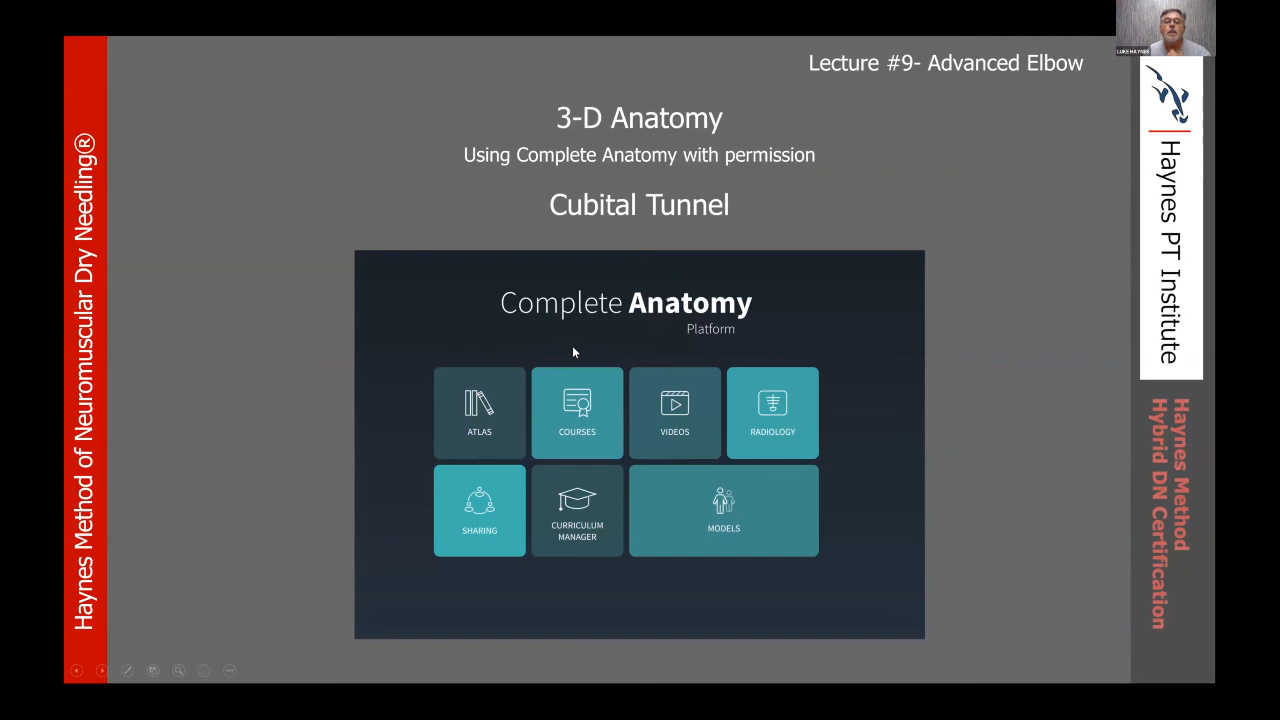 LUKE HAYNES
Lecture #9- Advanced Elbow
3-D Anatomy
Using Complete Anatomy with permission
Cubital Tunnel
Haynes Method of Neuromuscular Dry Needling®
Complete Anatomy
Platform
ATLAS
COURSES
VIDEOS
RADIOLOGY
SHARING
CURRICULUM
MANAGER
MODELS
Haynes PT Institute
Haynes Method
Hybrid DN Certification